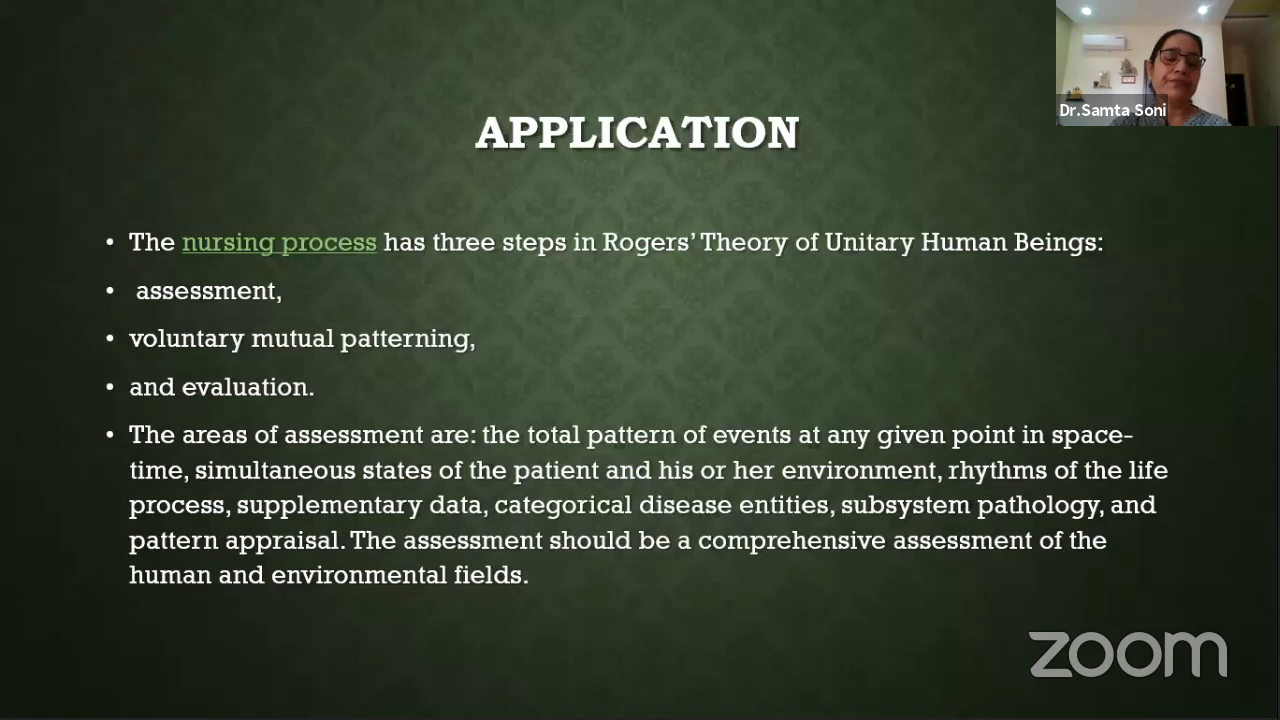 APPLICATION
Dr.Samta Soni
• The nursing process has three steps in Rogers' Theory of Unitary Human Beings:
• assessment,
• voluntary mutual patterning,
• and evaluation.
• The areas of assessment are: the total pattern of events at any given point in space-
time, simultaneous states of the patient and his or her environment, rhythms of the life
process, supplementary data, categorical disease entities, subsystem pathology, and
pattern appraisal. The assessment should be a comprehensive assessment of the
human and environmental fields.
zoom